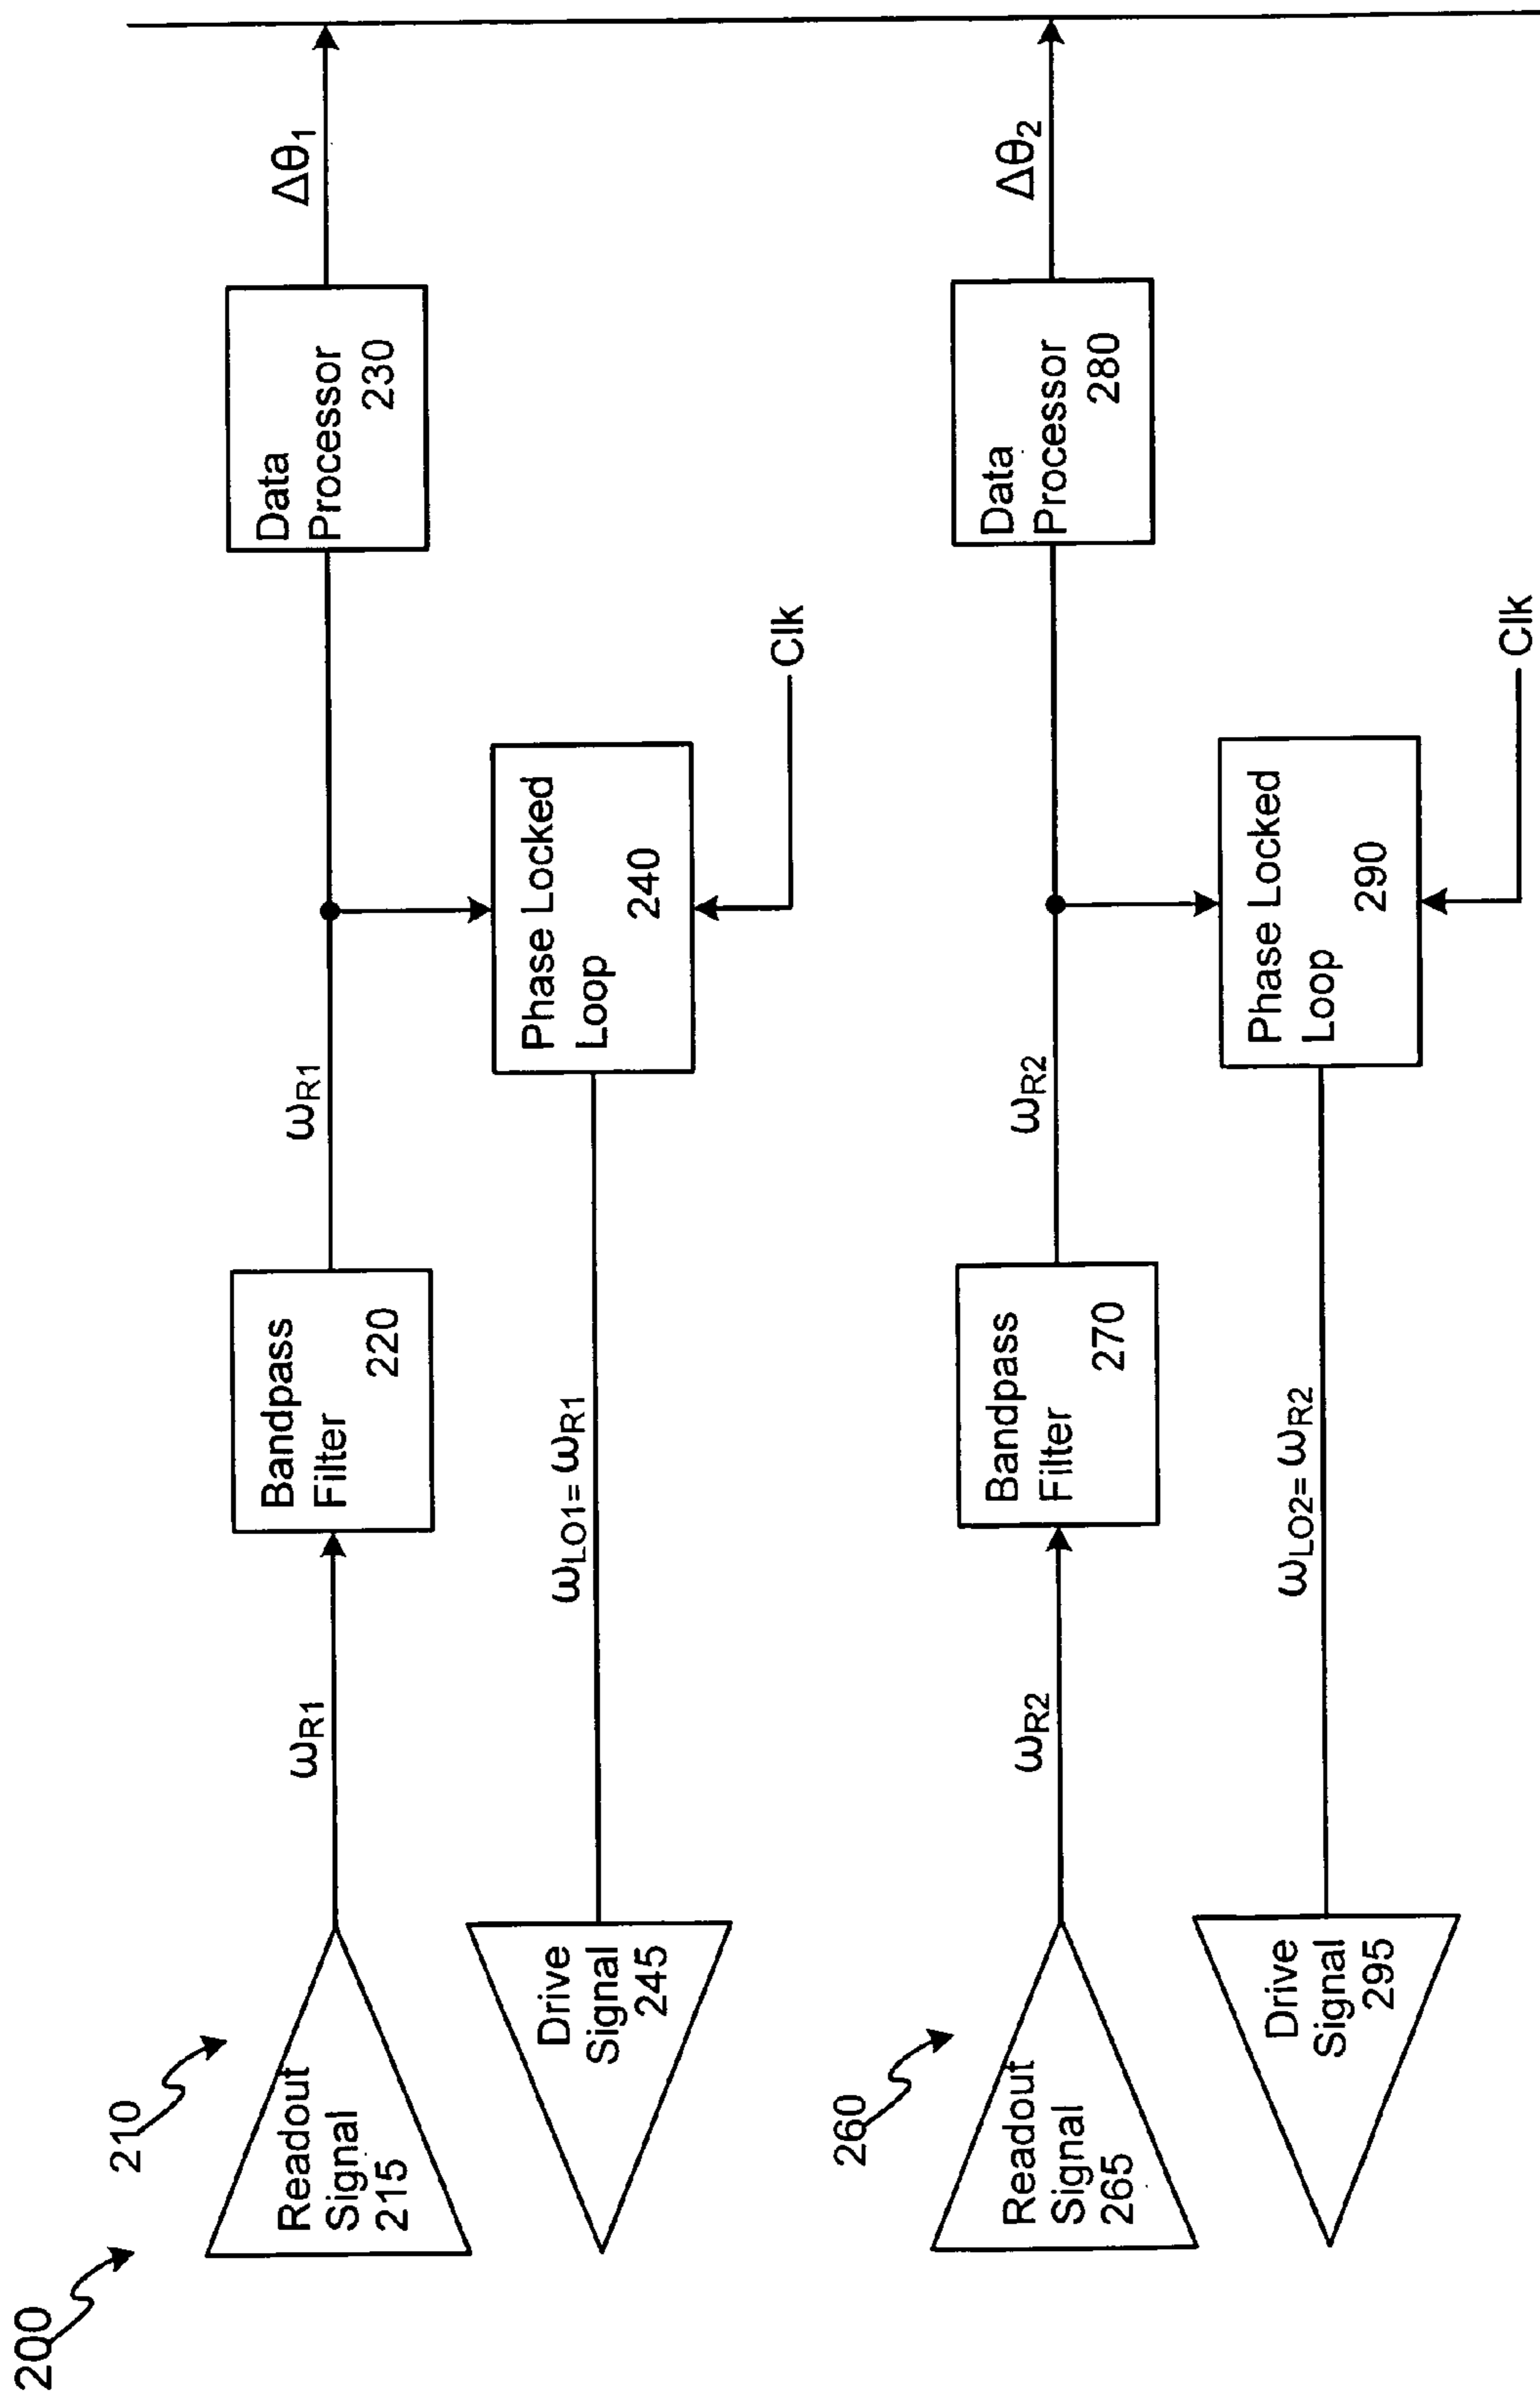 200
210
Readout
Signal
215
ωR1
Bandpass
Filter
220
ωR1
Data
Processor
230
Δθ1
Drive
Signal
245
ωLO1= ωR1
Phase Locked
Loop
240
Clk
260
Readout
Signal
265
ωR2
Bandpass
Filter
270
ωR2
Data
Processor
280
Δθ2
Drive
Signal
295
ωLO2= ωR2
Phase Locked
Loop
290
Clk